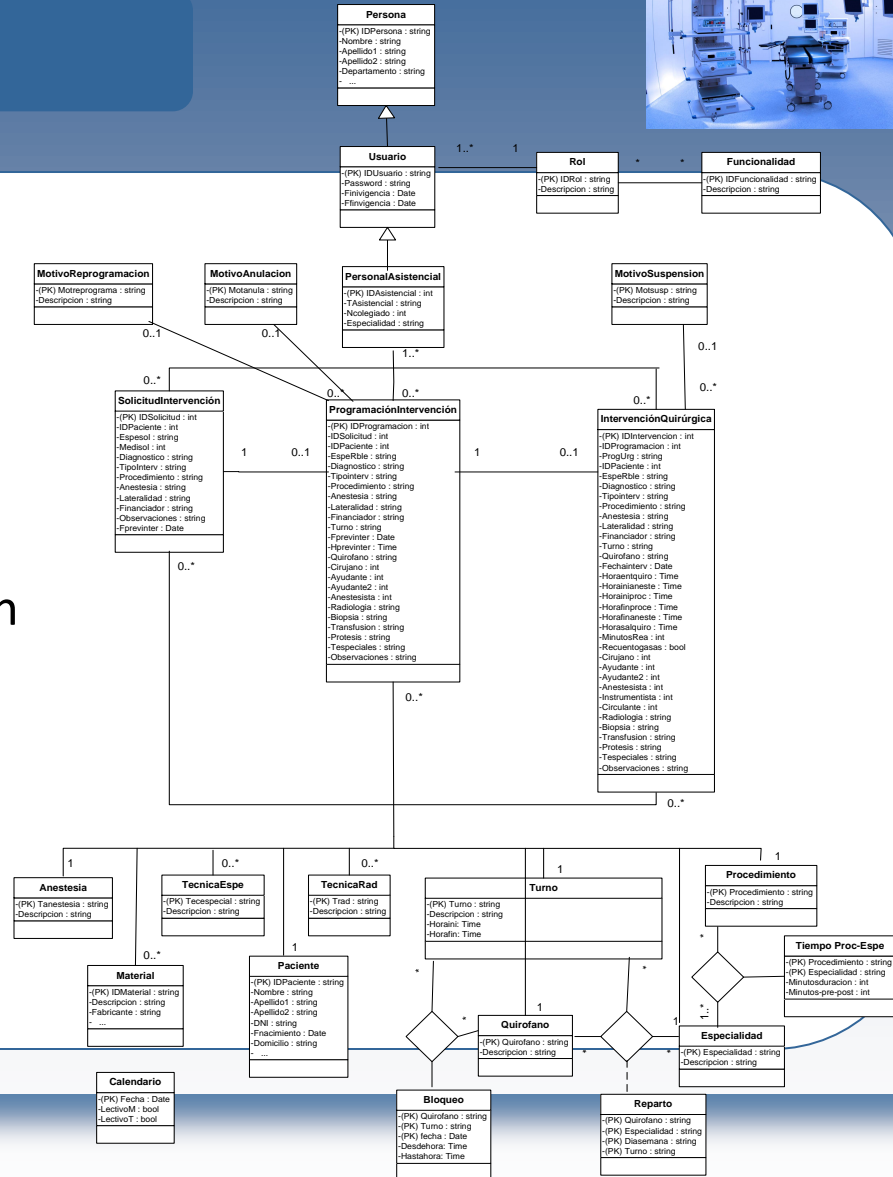 Persona
-(PK) IDPersona : string
-Nombre : string
-Apellido1 : string
-Apellido2 : string
-Departamento : string
- ...
Usuario
-(PK) IDUsuario : string
-Password : string
-Finivigencia : Date
-Ffinvigencia : Date
1..*
1
Rol
-(PK) IDRol : string
-Descripcion : string
*
*
Funcionalidad
-(PK) IDFuncionalidad : string
-Descripcion : string
MotivoReprogramacion
-(PK) Motreprograma : string
-Descripcion : string
0..1
MotivoAnulacion
-(PK) Motanula : string
-Descripcion : string
0..1
PersonalAsistencial
-(PK) IDAsistencial : int
-TAsistencial : string
-Ncolegiado : int
-Especialidad : string
1..*
MotivoSuspension
-(PK) Motsusp : string
-Descripcion : string
0..1
0..*
0..*
0..*
0..*
0..*
SolicitudIntervención
-(PK) IDSolicitud : int
-IDPaciente : int
-Espesol : string
-Medisol : int
-Diagnostico : string
-TipoInterv : string
-Procedimiento : string
-Anestesia : string
-Lateralidad : string
-Financiador : string
-Observaciones : string
-Fprevinter : Date
0..*
1
0..1
ProgramaciónIntervención
-(PK) IDProgramacion : int
-IDSolicitud : int
-IDPaciente : int
-EspeRble : string
-Diagnostico : string
-Tipointerv : string
-Procedimiento : string
-Anestesia : string
-Lateralidad : string
-Financiador : string
-Turno : string
-Fprevinter : Date
-Hprevinter : Time
-Quirofano : string
-Cirujano : int
-Ayudante : int
-Ayudante2 : int
-Anestesista : int
-Radiologia : string
-Biopsia : string
-Transfusion : string
-Protesis : string
-Tespeciales : string
-Observaciones : string
0..*
1
0..1
IntervenciónQuirúrgica
-(PK) IDIntervencion : int
-IDProgramacion : int
-ProgUrg : string
-IDPaciente : int
-EspeRble : string
-Diagnostico : string
-Tipointerv : string
-Procedimiento : string
-Anestesia : string
-Lateralidad : string
-Financiador : string
-Turno : string
-Quirofano : string
-Fechainterv : Date
-Horaentquiro : Time
-Horainianeste : Time
-Horainiproc : Time
-Horafinproce : Time
-Horafinaneste : Time
-Horasalquiro : Time
-MinutosRea : int
-Recuentogasas : bool
-Cirujano : int
-Ayudante : int
-Ayudante2 : int
-Anestesista : int
-Instrumentista : int
-Circulante : int
-Radiologia : string
-Biopsia : string
-Transfusion : string
-Protesis : string
-Tespeciales : string
-Observaciones : string
0..*
n
1
Anestesia
-(PK) Tanestesia : string
-Descripcion : string
0..*
TecnicaEspe
-(PK) Tecespecial : string
-Descripcion : string
0..*
TecnicaRad
-(PK) Trad : string
-Descripcion : string
1
Turno
-(PK) Turno : string
-Descripcion : string
-Horaini: Time
-Horafin: Time
1
Procedimiento
-(PK) Procedimiento : string
-Descripcion : string
0..*
Material
-(PK) IDMaterial : string
-Descripcion : string
-Fabricante : string
- ...
1
Paciente
-(PK) IDPaciente : string
-Nombre : string
-Apellido1 : string
-Apellido2 : string
-DNI : string
-Fnacimiento : Date
-Domicilio : string
- ...
*
*
*
Tiempo Proc-Espe
-(PK) Procedimiento : string
-(PK) Especialidad : string
-Minutosduracion : int
-Minutos-pre-post : int
*
1
Quirofano
-(PK) Quirofano : string
-Descripcion : string
*
*
1
*
Especialidad
-(PK) Especialidad : string
-Descripcion : string
Calendario
-(PK) Fecha : Date
-LectivoM : bool
-LectivoT : bool
Bloqueo
-(PK) Quirofano : string
-(PK) Turno : string
-(PK) fecha : Date
-Desdehora: Time
-Hastahora: Time
Reparto
-(PK) Quirofano : string
-(PK) Especialidad : string
-(PK) Diasemana : string
-(PK) Turno : string